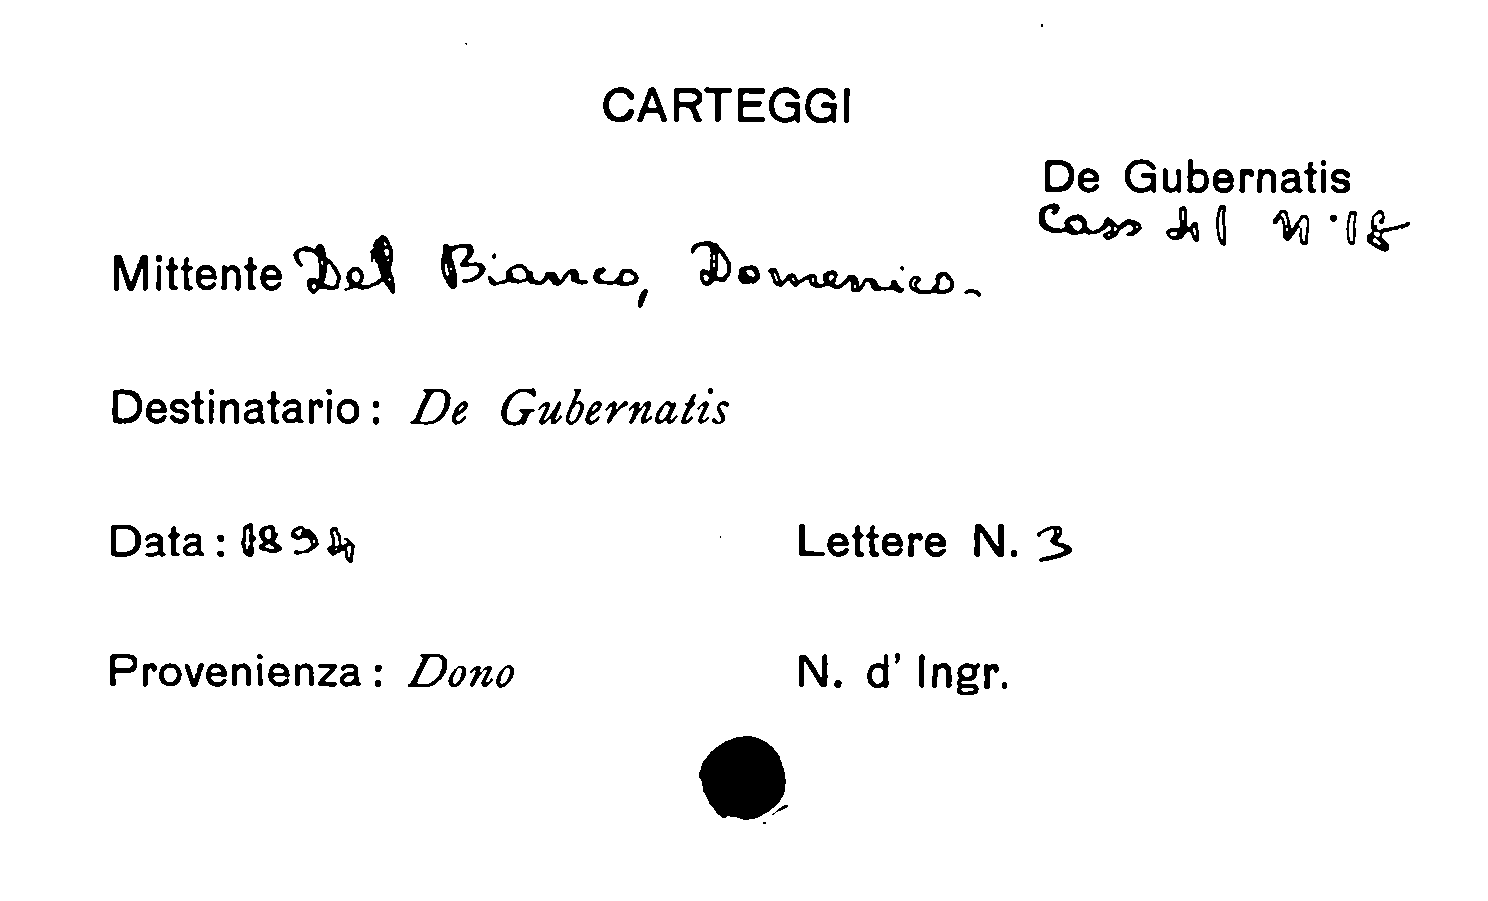 CARTEGGI
De Gubernatis
Cass 41 N. 18
Mittente Del Bianco, Domenico.
Destinatario: De Gubernatis
Data: 1894
Lettere N. 3
Provenienza: Dono
N. d' Ingr.